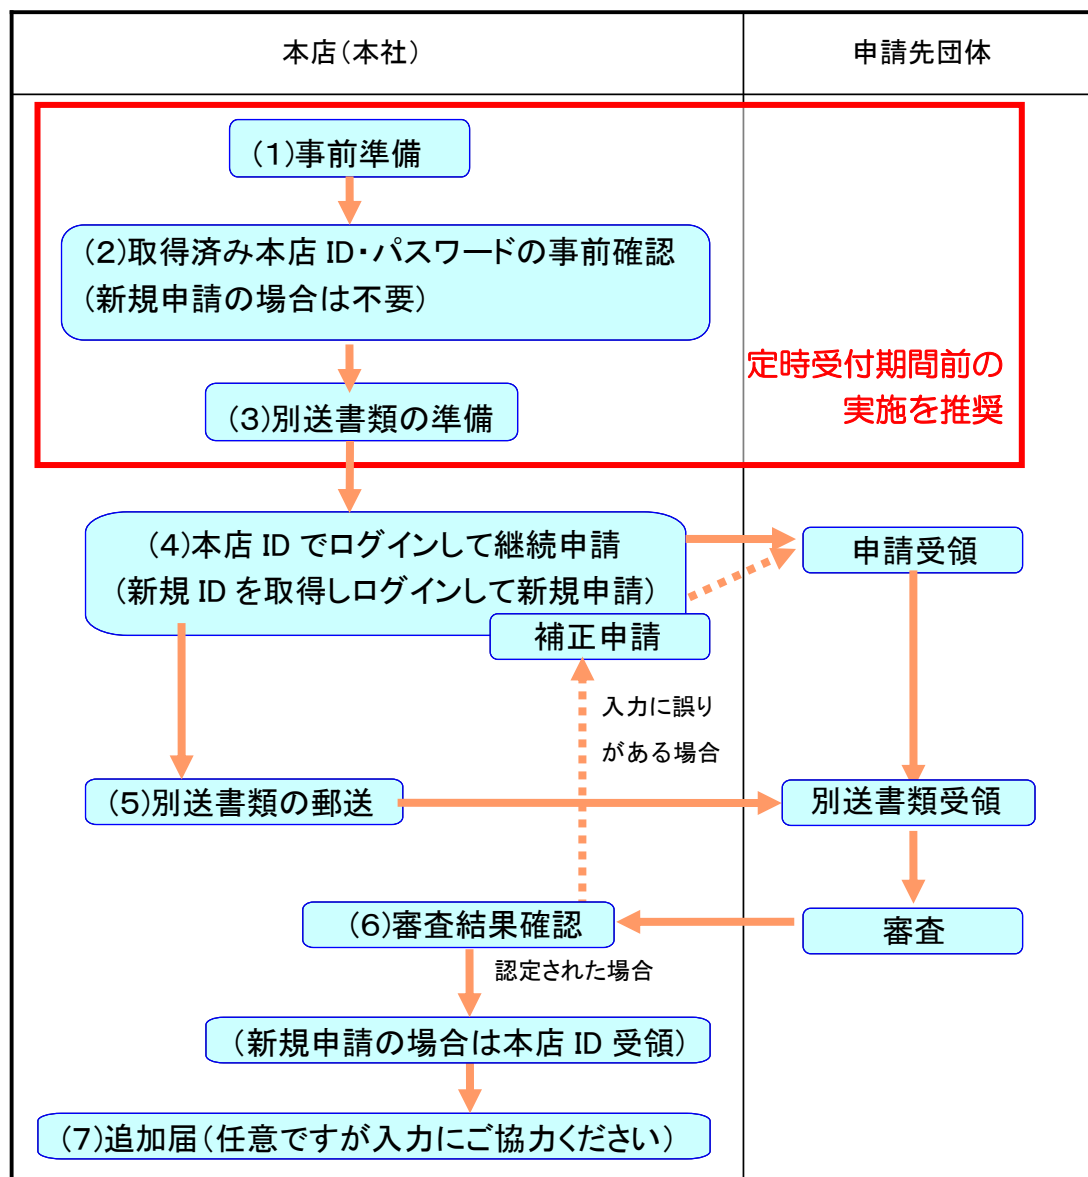 本店（本社）
申請先団体
（1）事前準備
（2）取得済み本店 ID・パスワードの事前確認
（新規申請の場合は不要）
定時受付期間前の
実施を推奨
（3）別送書類の準備
（4）本店 ID でログインして継続申請
（新規 ID を取得しログインして新規申請）
申請受領
補正申請
入力に誤り
がある場合
（5）別送書類の郵送
別送書類受領
（6）審査結果確認
審査
認定された場合
（新規申請の場合は本店 ID 受領）
（7）追加届（任意ですが入力にご協力ください）